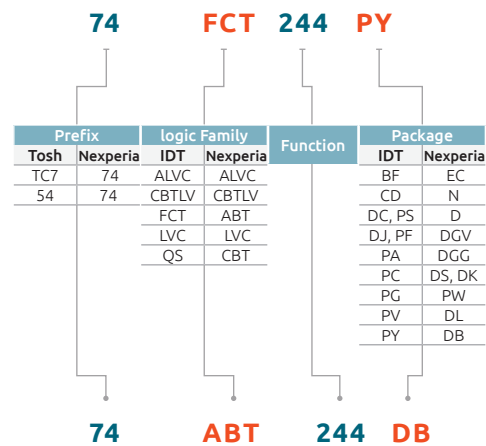 74 FCT 244 PY
Prefix logic Family Function Package
Tosh Nexperia IDT Nexperia IDT Nexperia
TC7 74 ALVC ALVC BF EC
54 74 CBTLV CBTLV CD N
FCT ABT DC, PS D
LVC LVC DJ, PF DGV
QS CBT PA DGG
PC DS, DK
PG PW
PV DL
PY DB
74 ABT 244 DB